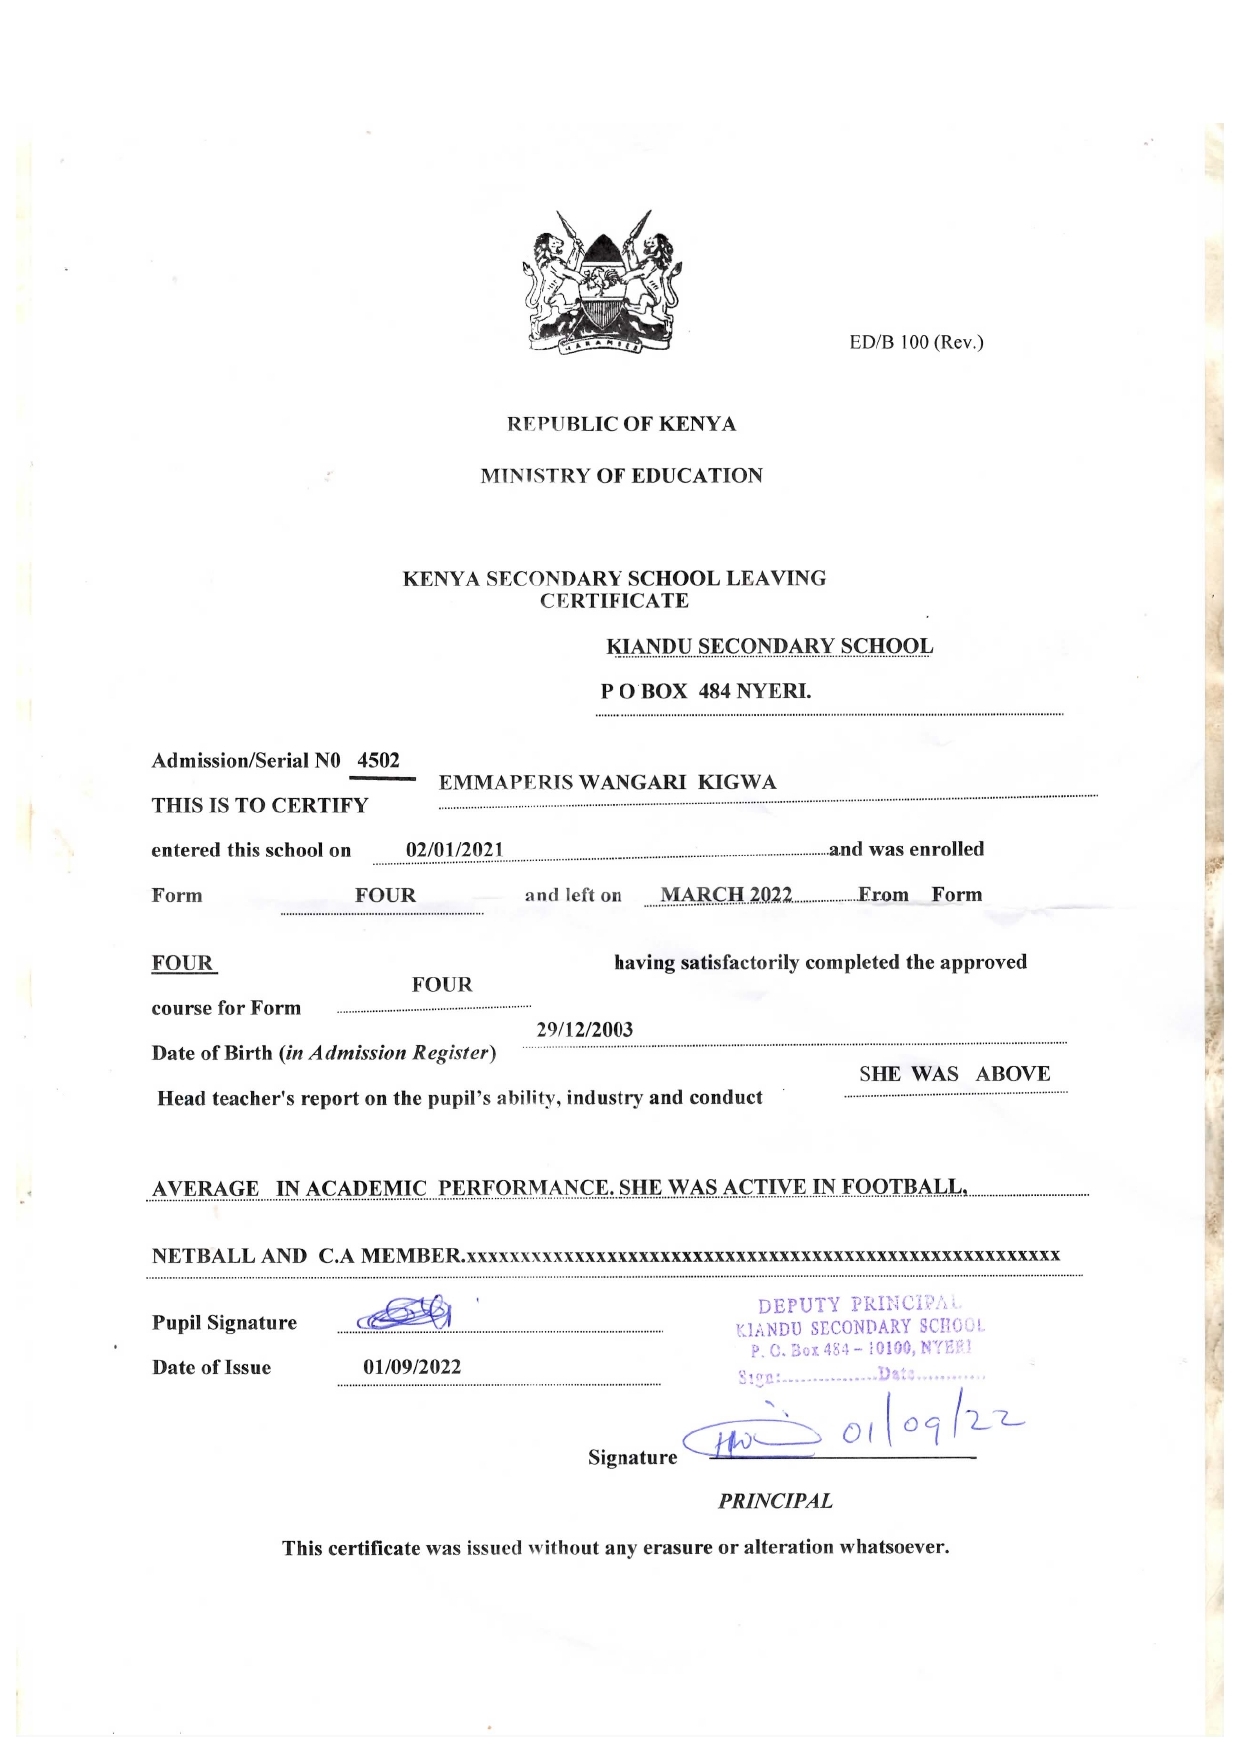 HARAMBEE
ED/B 100 (Rev.)
REPUBLIC OF KENYA
MINISTRY OF EDUCATION
KENYA SECONDARY SCHOOL LEAVING
CERTIFICATE
KIANDU SECONDARY SCHOOL
P O BOX 484 NYERI.
Admission/Serial N0 4502
EMMAPERIS WANGARI KIGWA
THIS IS TO CERTIFY
entered this school on 02/01/2021 and was enrolled
Form FOUR and left on MARCH 2022 From Form
FOUR having satisfactorily completed the approved
FOUR
course for Form
29/12/2003
Date of Birth (in Admission Register)
SHE WAS ABOVE
Head teacher's report on the pupil's ability, industry and conduct
AVERAGE IN ACADEMIC PERFORMANCE. SHE WAS ACTIVE IN FOOTBALL,
NETBALL AND C.A MEMBER.xxxxxxxxxxxxxxxxxxxxxxxxxxxxxxxxxxxxxxxxxxxxxxxxxxxxxxx
DEPUTY PRINCIPAL
Pupil Signature
KIANDU SECONDARY SCHOOL
P. O. Box 484 - 10100, NYERI
Date of Issue 01/09/2022
Sign:................Date............
01/09/22
Signature
PRINCIPAL
This certificate was issued without any erasure or alteration whatsoever.